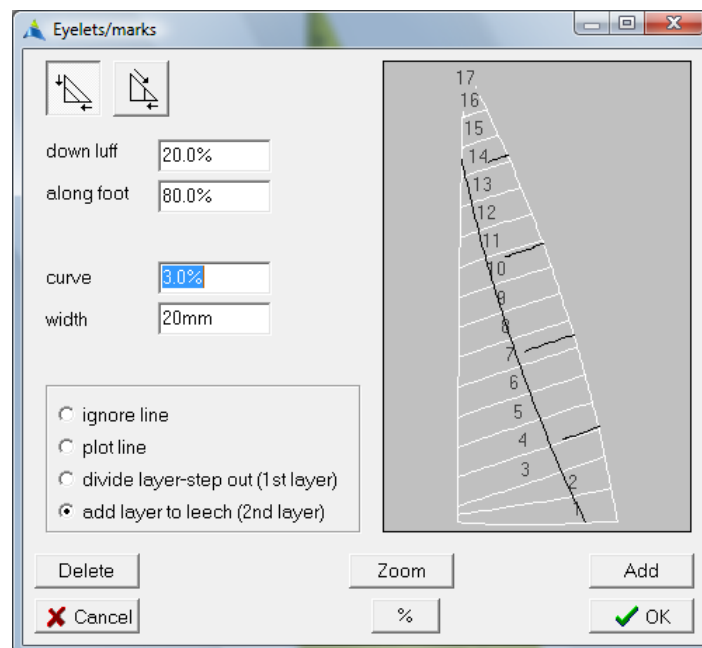 Eyelets/marks
down luff 20.0%
along foot 80.0%
curve 3.0%
width 20mm
ignore line
plot line
divide layer-step out (1st layer)
add layer to leech (2nd layer)
17
16
15
14
13
12
11
10
9
8
7
6
5
4
3
2
1
Delete Zoom Add
Cancel % OK